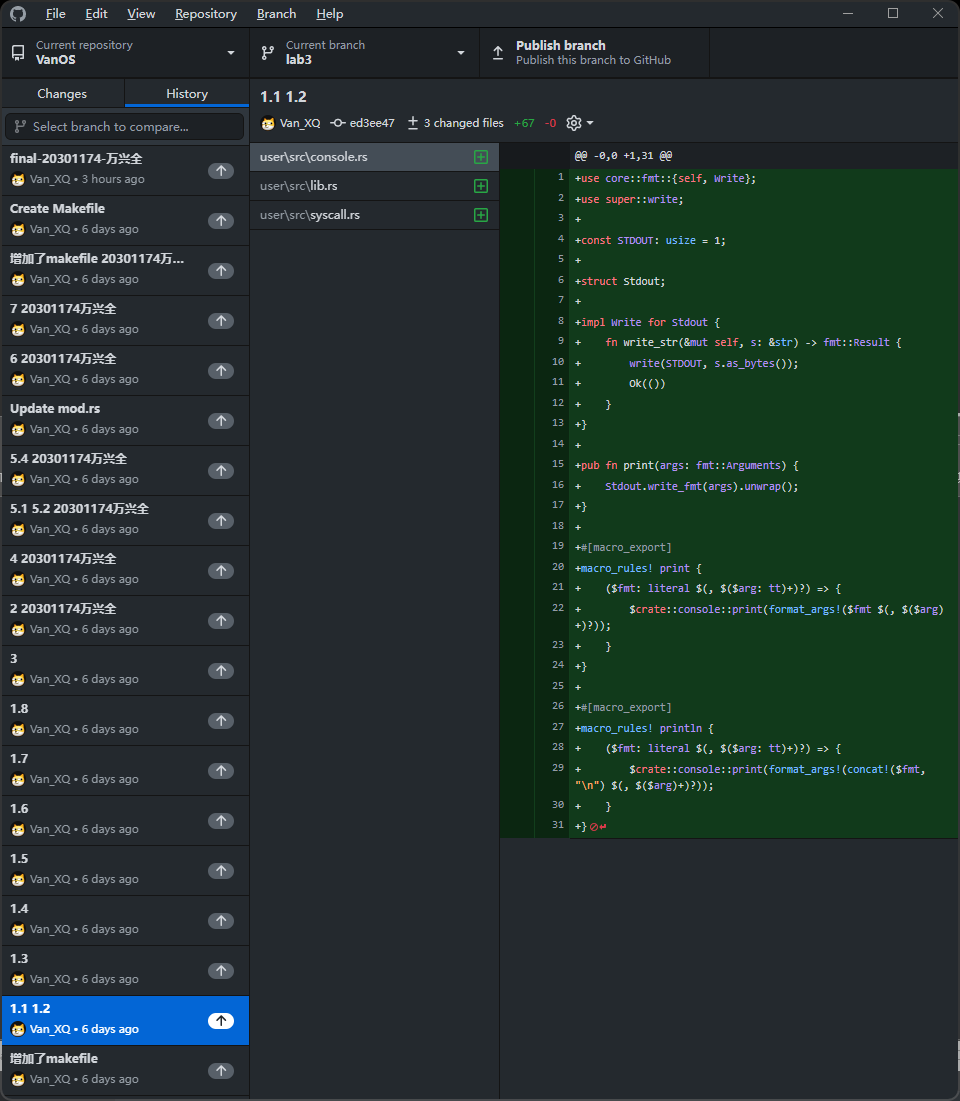 File Edit View Repository Branch Help
Current repository
VanOS
Current branch
lab3
Publish branch
Publish this branch to GitHub
Changes History
Select branch to compare...
final-20301174-万兴全
Van_XQ • 3 hours ago
Create Makefile
Van_XQ • 6 days ago
增加了makefile 20301174万...
Van_XQ • 6 days ago
7 20301174万兴全
Van_XQ • 6 days ago
6 20301174万兴全
Van_XQ • 6 days ago
Update mod.rs
Van_XQ • 6 days ago
5.4 20301174万兴全
Van_XQ • 6 days ago
5.1 5.2 20301174万兴全
Van_XQ • 6 days ago
4 20301174万兴全
Van_XQ • 6 days ago
2 20301174万兴全
Van_XQ • 6 days ago
3
Van_XQ • 6 days ago
1.8
Van_XQ • 6 days ago
1.7
Van_XQ • 6 days ago
1.6
Van_XQ • 6 days ago
1.5
Van_XQ • 6 days ago
1.4
Van_XQ • 6 days ago
1.3
Van_XQ • 6 days ago
1.1 1.2
Van_XQ • 6 days ago
增加了makefile
Van_XQ • 6 days ago
1.1 1.2
Van_XQ ed3ee47 3 changed files +67 -0
user\src\console.rs
user\src\lib.rs
user\src\syscall.rs
@@ -0,0 +1,31 @@
1 +use core::fmt::{self, Write};
2 +use super::write;
3 +
4 +const STDOUT: usize = 1;
5 +
6 +struct Stdout;
7 +
8 +impl Write for Stdout {
9 +    fn write_str(&mut self, s: &str) -> fmt::Result {
10 +        write(STDOUT, s.as_bytes());
11 +        Ok(())
12 +    }
13 +}
14 +
15 +pub fn print(args: fmt::Arguments) {
16 +    Stdout.write_fmt(args).unwrap();
17 +}
18 +
19 +#[macro_export]
20 +macro_rules! print {
21 +    ($fmt: literal $(, $($arg: tt)+)?) => {
22 +        $crate::console::print(format_args!($fmt $(, $($arg)
+)?));
23 +    }
24 +}
25 +
26 +#[macro_export]
27 +macro_rules! println {
28 +    ($fmt: literal $(, $($arg: tt)+)?) => {
29 +        $crate::console::print(format_args!(concat!($fmt,
"\n") $(, $($arg)+)?));
30 +    }
31 +}